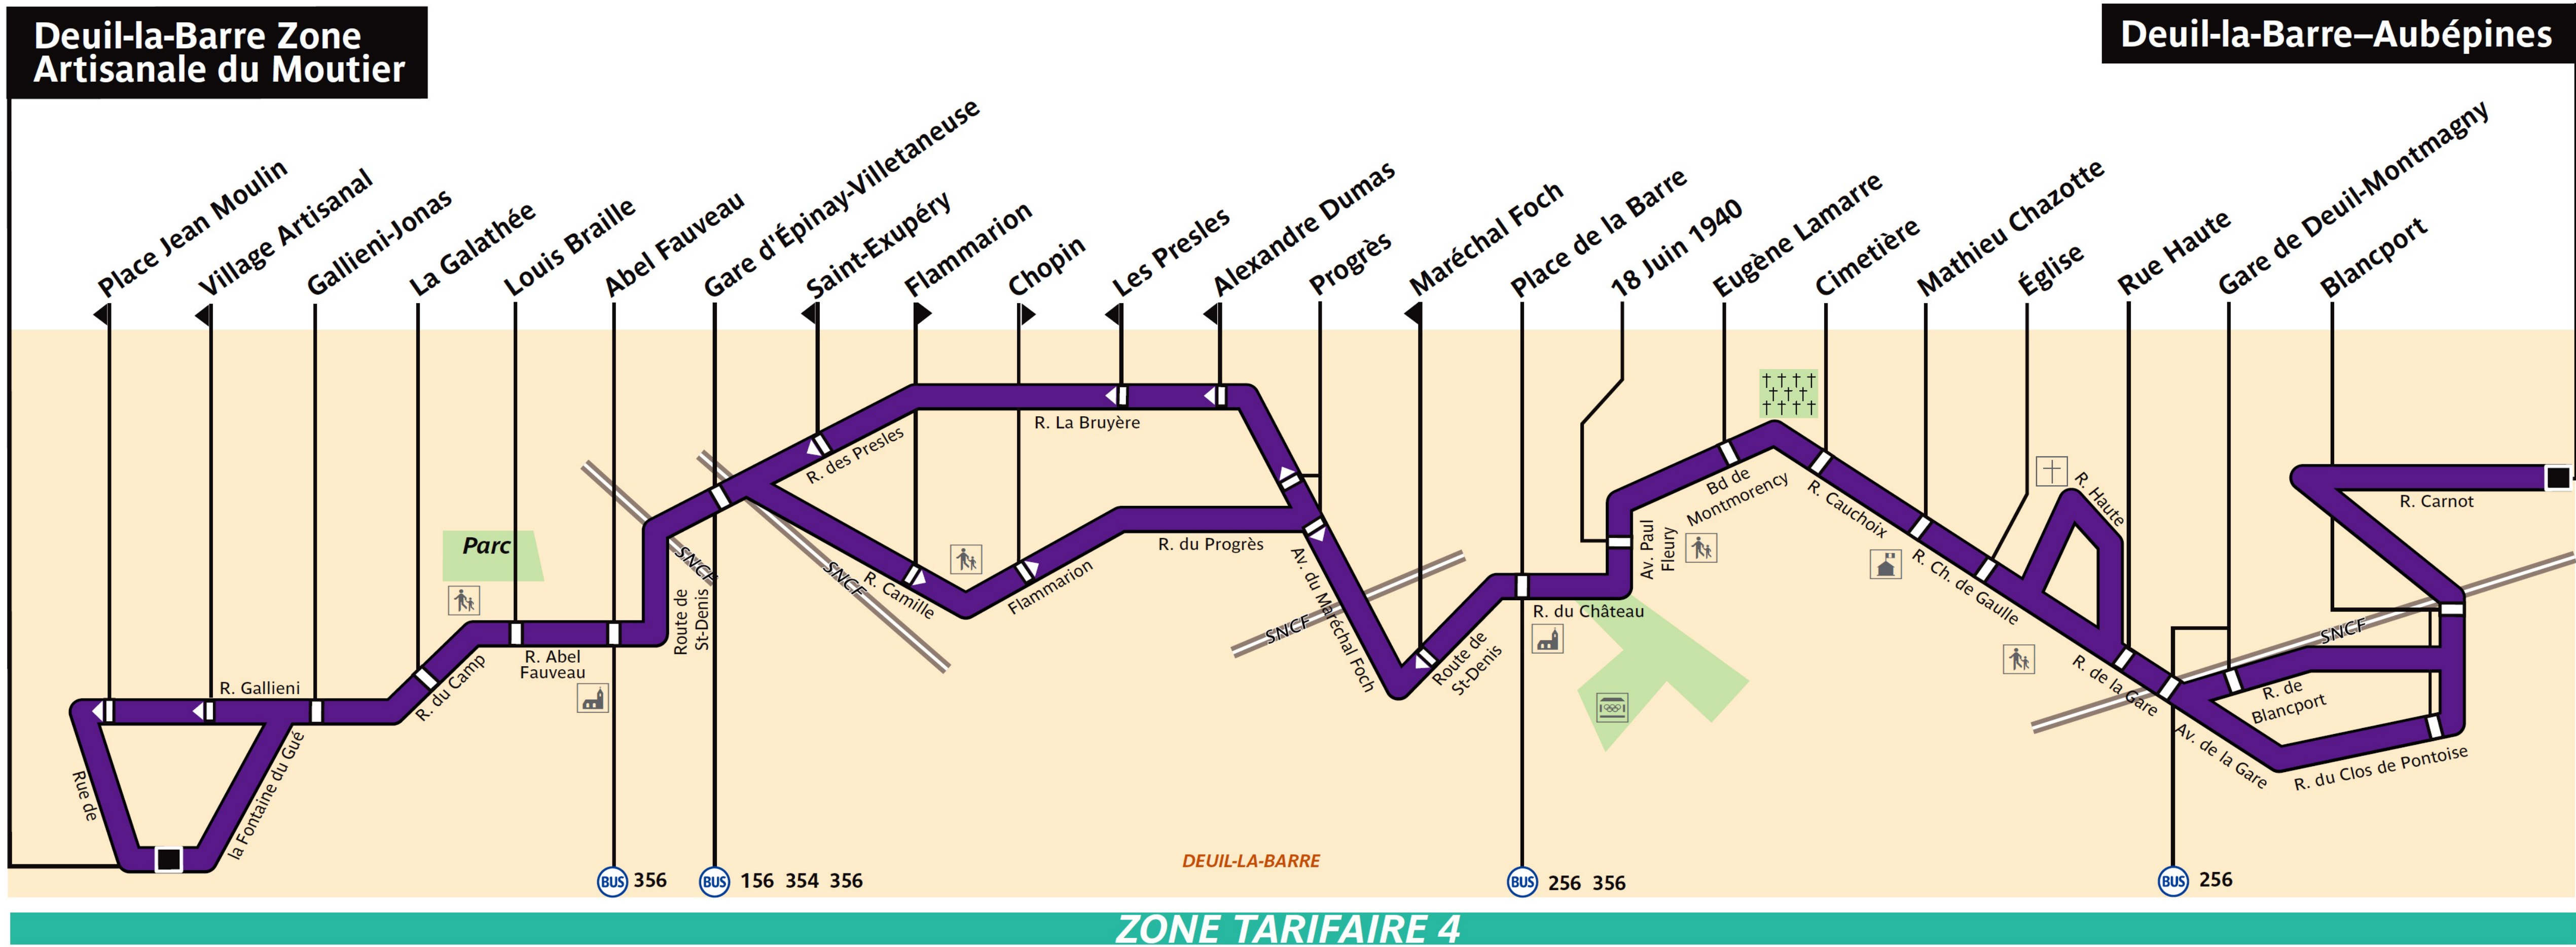 Deuil-la-Barre Zone
Artisanale du Moutier
Deuil-la-Barre–Aubépines
Place Jean Moulin
Village Artisanal
Gallieni-Jonas
La Galathée
Louis Braille
Abel Fauveau
Gare d'Épinay-Villetaneuse
Saint-Exupéry
Flammarion
Chopin
Les Presles
Alexandre Dumas
Progrès
Maréchal Foch
Place de la Barre
18 Juin 1940
Eugène Lamarre
Cimetière
Mathieu Chazotte
Église
Rue Haute
Gare de Deuil-Montmagny
Blancport
Rue de
la Fontaine du Gué
R. Gallieni
R. du Camp
Parc
R. Abel
Fauveau
Route de
St-Denis
SNCF
SNCF
R. des Presles
R. La Bruyère
R. Camille
Flammarion
R. du Progrès
Av. du Maréchal Foch
SNCF
Route de
St-Denis
R. du Château
Av. Paul
Fleury
Bd de
Montmorency
R. Cauchoix
R. Ch. de Gaulle
R. Haute
R. de la Gare
Av. de la Gare
R. de
Blancport
R. du Clos de Pontoise
SNCF
R. Carnot
DEUIL-LA-BARRE
BUS 356
BUS 156 354 356
BUS 256 356
BUS 256
ZONE TARIFAIRE 4